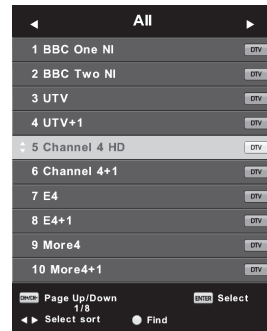 All
1 BBC One NI DTV
2 BBC Two NI DTV
3 UTV DTV
4 UTV+1 DTV
5 Channel 4 HD DTV
6 Channel 4+1 DTV
7 E4 DTV
8 E4+1 DTV
9 More4 DTV
10 More4+1 DTV
CH+/CH- Page Up/Down ENTER Select
1/8
Select sort Find